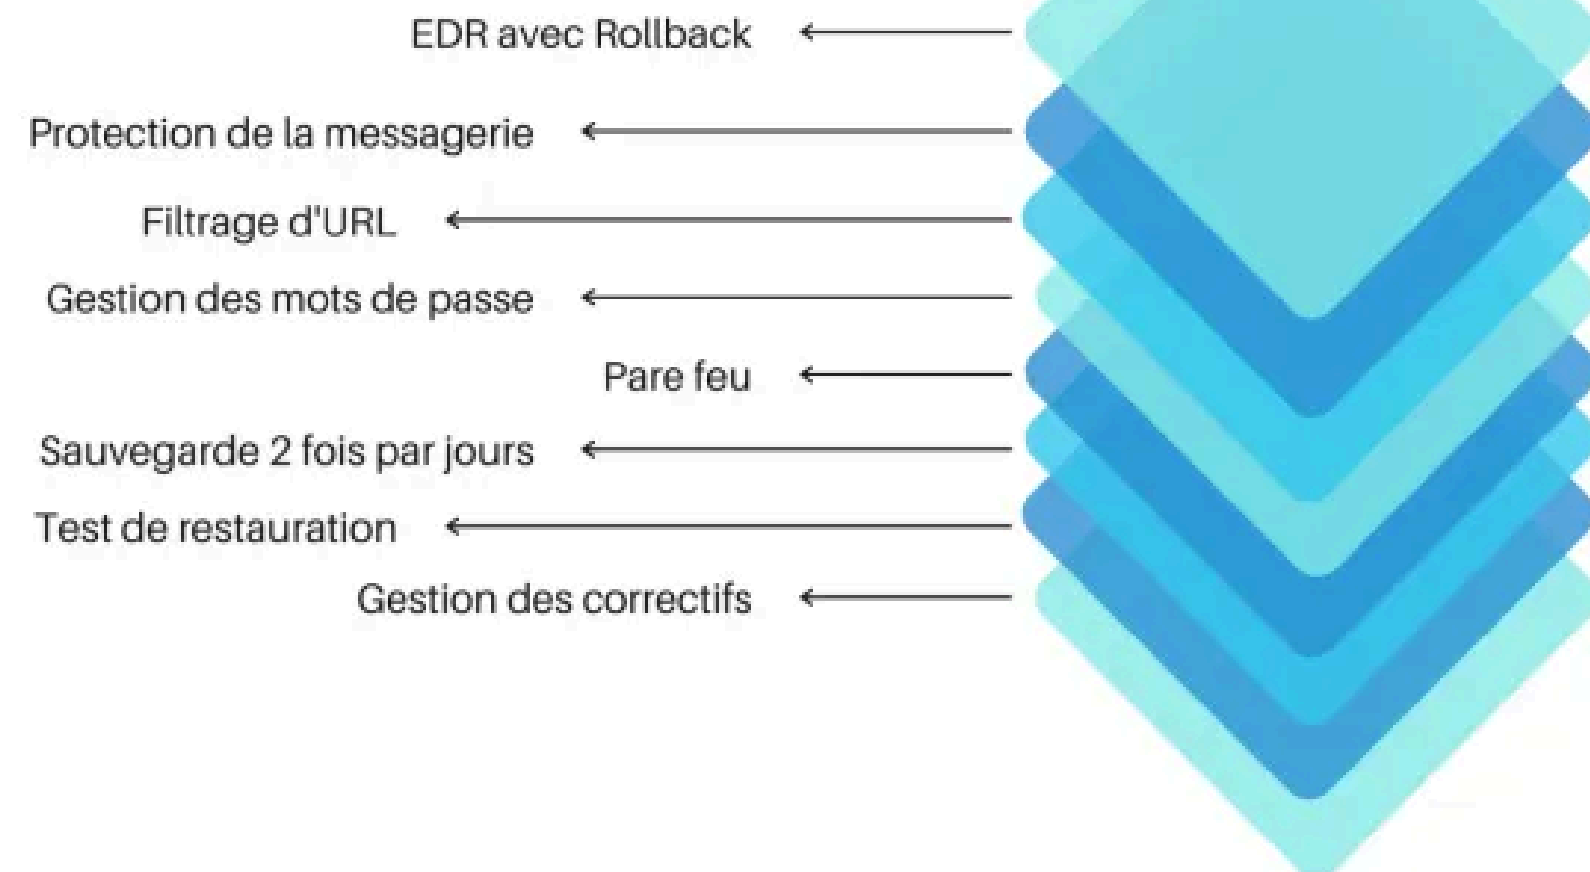 EDR avec Rollback
Protection de la messagerie
Filtrage d'URL
Gestion des mots de passe
Pare feu
Sauvegarde 2 fois par jours
Test de restauration
Gestion des correctifs